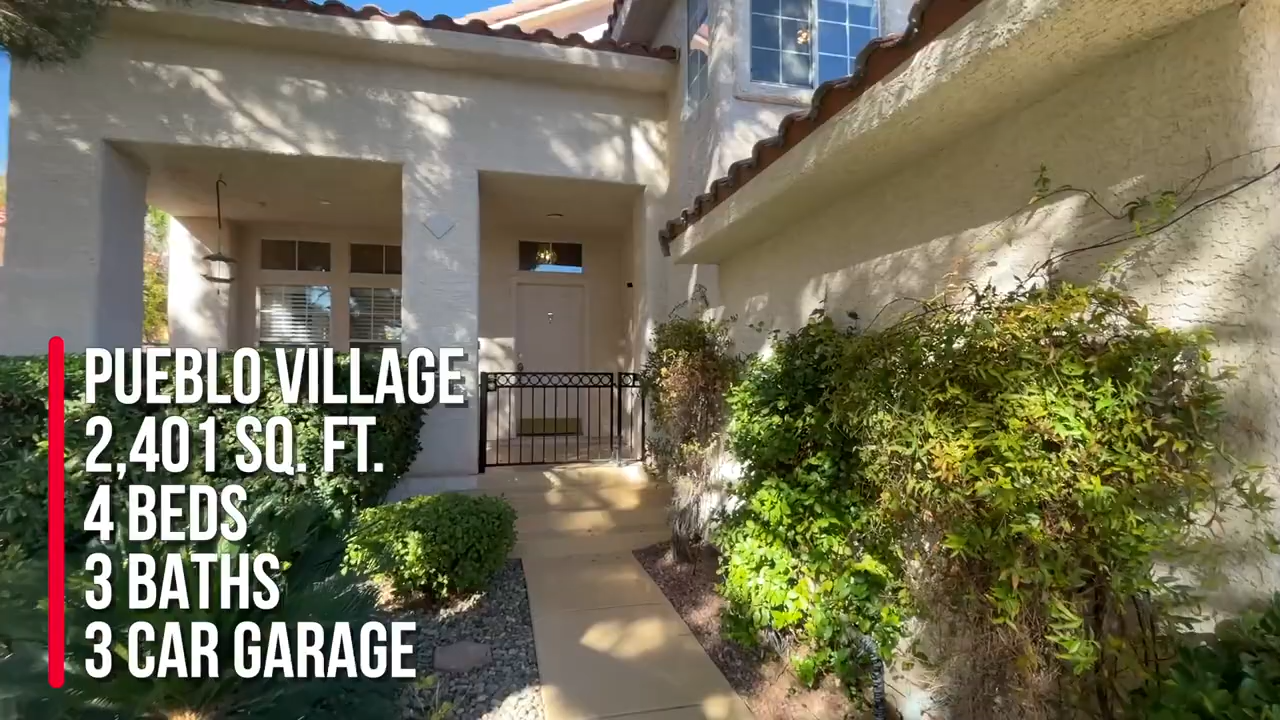 PUEBLO VILLAGE
2,401 SQ. FT.
4 BEDS
3 BATHS
3 CAR GARAGE